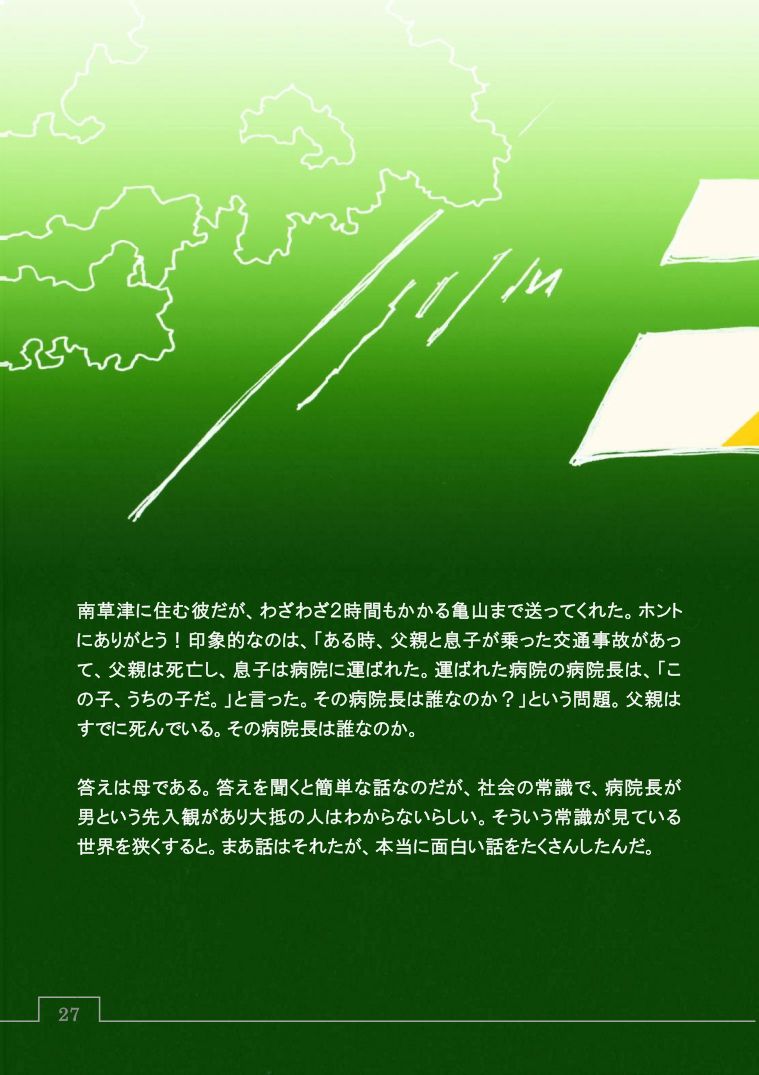 南草津に住む彼だが、わざわざ2時間もかかる亀山まで送ってくれた。ホント
にありがとう！印象的なのは、「ある時、父親と息子が乗った交通事故があっ
て、父親は死亡し、息子は病院に運ばれた。運ばれた病院の病院長は、「こ
の子、うちの子だ。」と言った。その病院長は誰なのか？」という問題。父親は
すでに死んでいる。その病院長は誰なのか。
答えは母である。答えを聞くと簡単な話なのだが、社会の常識で、病院長が
男という先入観があり大抵の人はわからないらしい。そういう常識が見ている
世界を狭くすると。まあ話はそれたが、本当に面白い話をたくさんしたんだ。
27